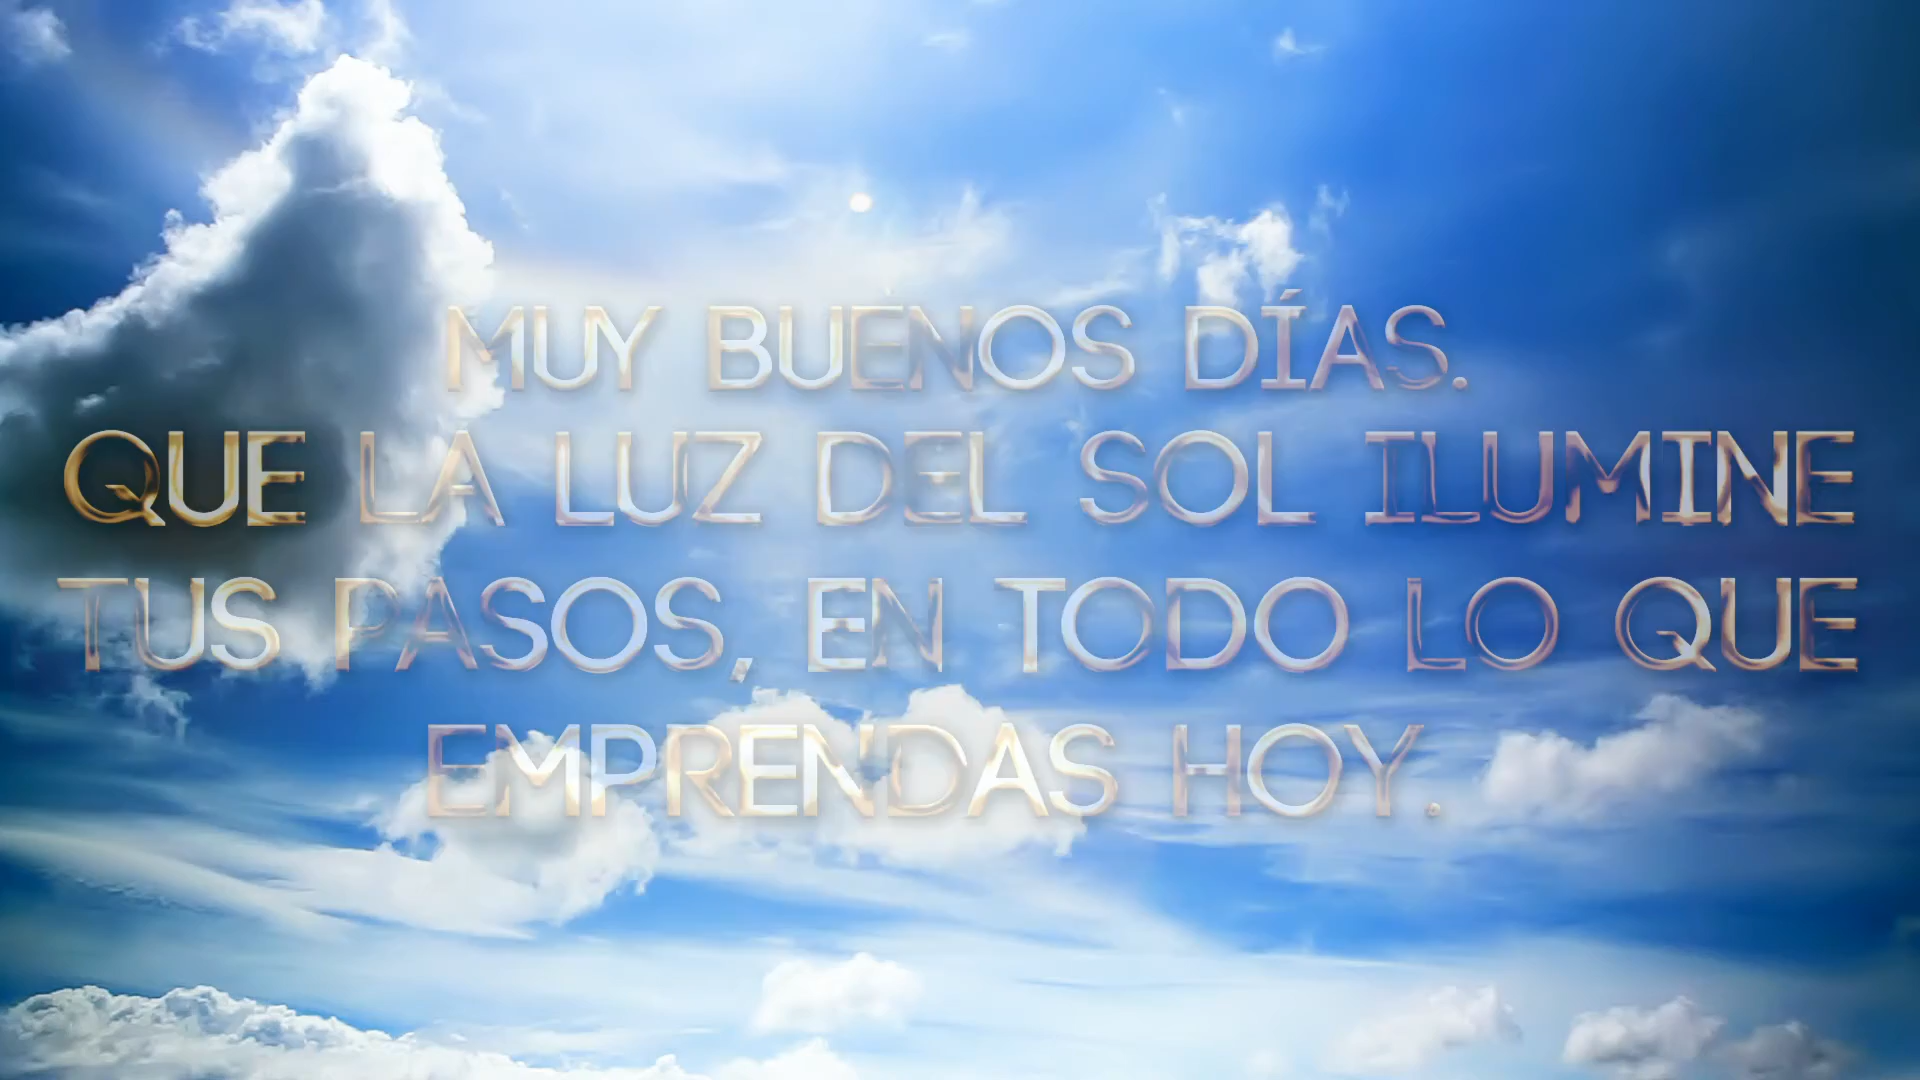 MUY BUENOS DÍAS.
QUE LA LUZ DEL SOL ILUMINE
TUS PASOS, EN TODO LO QUE
EMPRENDAS HOY.